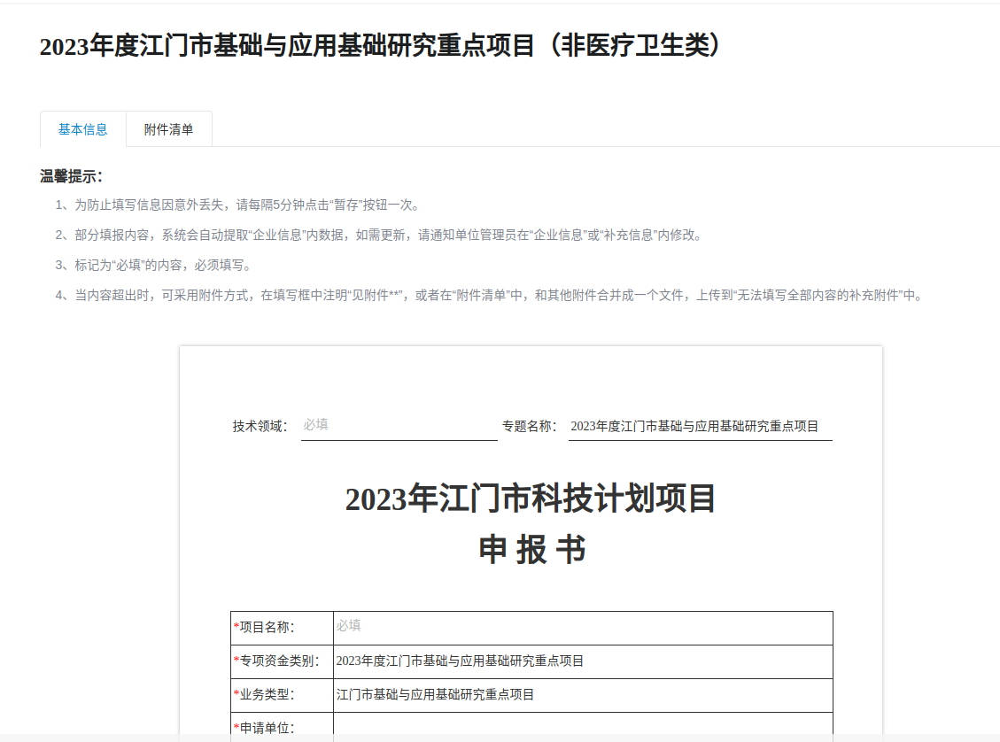 2023年度江门市基础与应用基础研究重点项目（非医疗卫生类）
基本信息 附件清单
温馨提示：
1、为防止填写信息因意外丢失，请每隔5分钟点击“暂存”按钮一次。
2、部分填报内容，系统会自动提取“企业信息”内数据，如需更新，请通知单位管理员在“企业信息”或“补充信息”内修改。
3、标记为“必填”的内容，必须填写。
4、当内容超出时，可采用附件方式，在填写框中注明“见附件**”，或者在“附件清单”中，和其他附件合并成一个文件，上传到“无法填写全部内容的补充附件”中。
技术领域： 必填 专题名称： 2023年度江门市基础与应用基础研究重点项目
2023年江门市科技计划项目
申 报 书
*项目名称： 必填
*专项资金类别： 2023年度江门市基础与应用基础研究重点项目
*业务类型： 江门市基础与应用基础研究重点项目
*申请单位：